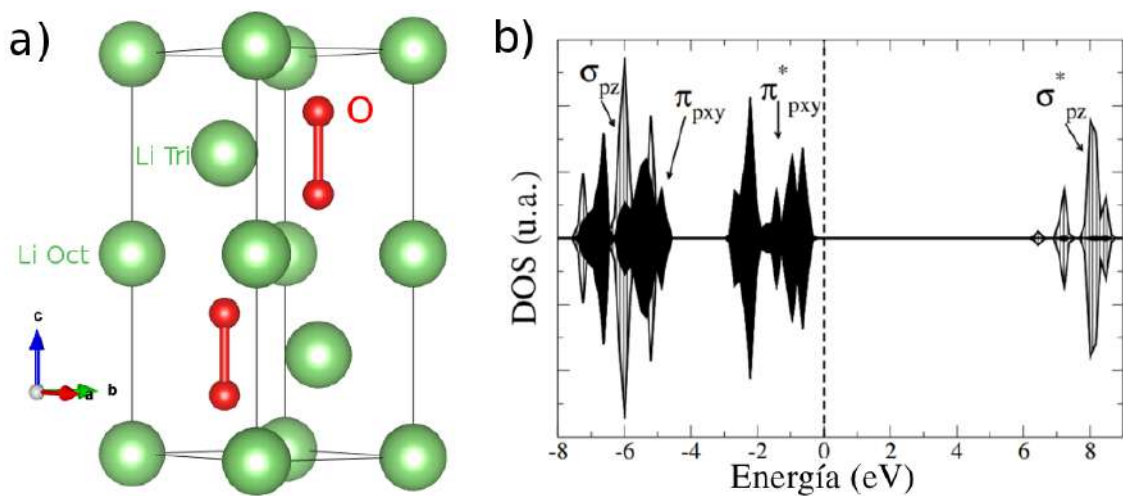 a)
O
Li Tri
Li Oct
c
b
a
b)
σpz
πpxy
π*pxy
σ*pz
DOS (u.a.)
-8 -6 -4 -2 0 2 4 6 8
Energía (eV)